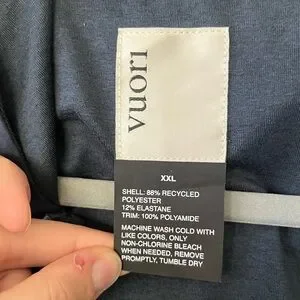 vuori
XXL
SHELL: 88% RECYCLED
POLYESTER
12% ELASTANE
TRIM: 100% POLYAMIDE
MACHINE WASH COLD WITH
LIKE COLORS, ONLY
NON-CHLORINE BLEACH
WHEN NEEDED, REMOVE
PROMPTLY, TUMBLE DRY